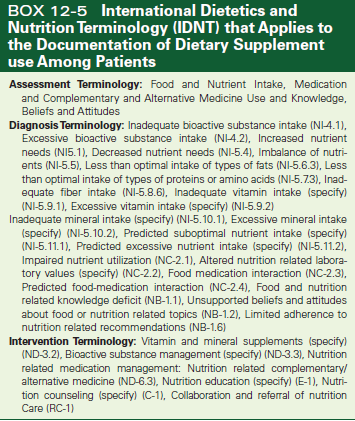 BOX 12-5 International Dietetics and
Nutrition Terminology (IDNT) that Applies to
the Documentation of Dietary Supplement
use Among Patients
Assessment Terminology: Food and Nutrient Intake, Medication
and Complementary and Alternative Medicine Use and Knowledge,
Beliefs and Attitudes
Diagnosis Terminology: Inadequate bioactive substance intake (NI-4.1),
Excessive bioactive substance intake (NI-4.2), Increased nutrient
needs (NI5.1), Decreased nutrient needs (NI-5.4), Imbalance of nutri-
ents (NI-5.5), Less than optimal intake of types of fats (NI-5.6.3), Less
than optimal intake of types of proteins or amino acids (NI-5.7.3), Inad-
equate fiber intake (NI-5.8.6), Inadequate vitamin intake (specify)
(NI-5.9.1), Excessive vitamin intake (specify) (NI-5.9.2)
Inadequate mineral intake (specify) (NI-5.10.1), Excessive mineral intake
(specify) (NI-5.10.2), Predicted suboptimal nutrient intake (specify)
(NI-5.11.1), Predicted excessive nutrient intake (specify) (NI-5.11.2),
Impaired nutrient utilization (NC-2.1), Altered nutrition related labora-
tory values (specify) (NC-2.2), Food medication interaction (NC-2.3),
Predicted food-medication interaction (NC-2.4), Food and nutrition
related knowledge deficit (NB-1.1), Unsupported beliefs and attitudes
about food or nutrition related topics (NB-1.2), Limited adherence to
nutrition related recommendations (NB-1.6)
Intervention Terminology: Vitamin and mineral supplements (specify)
(ND-3.2), Bioactive substance management (specify) (ND-3.3), Nutrition
related medication management: Nutrition related complementary/
alternative medicine (ND-6.3), Nutrition education (specify) (E-1), Nutri-
tion counseling (specify) (C-1), Collaboration and referral of nutrition
Care (RC-1)